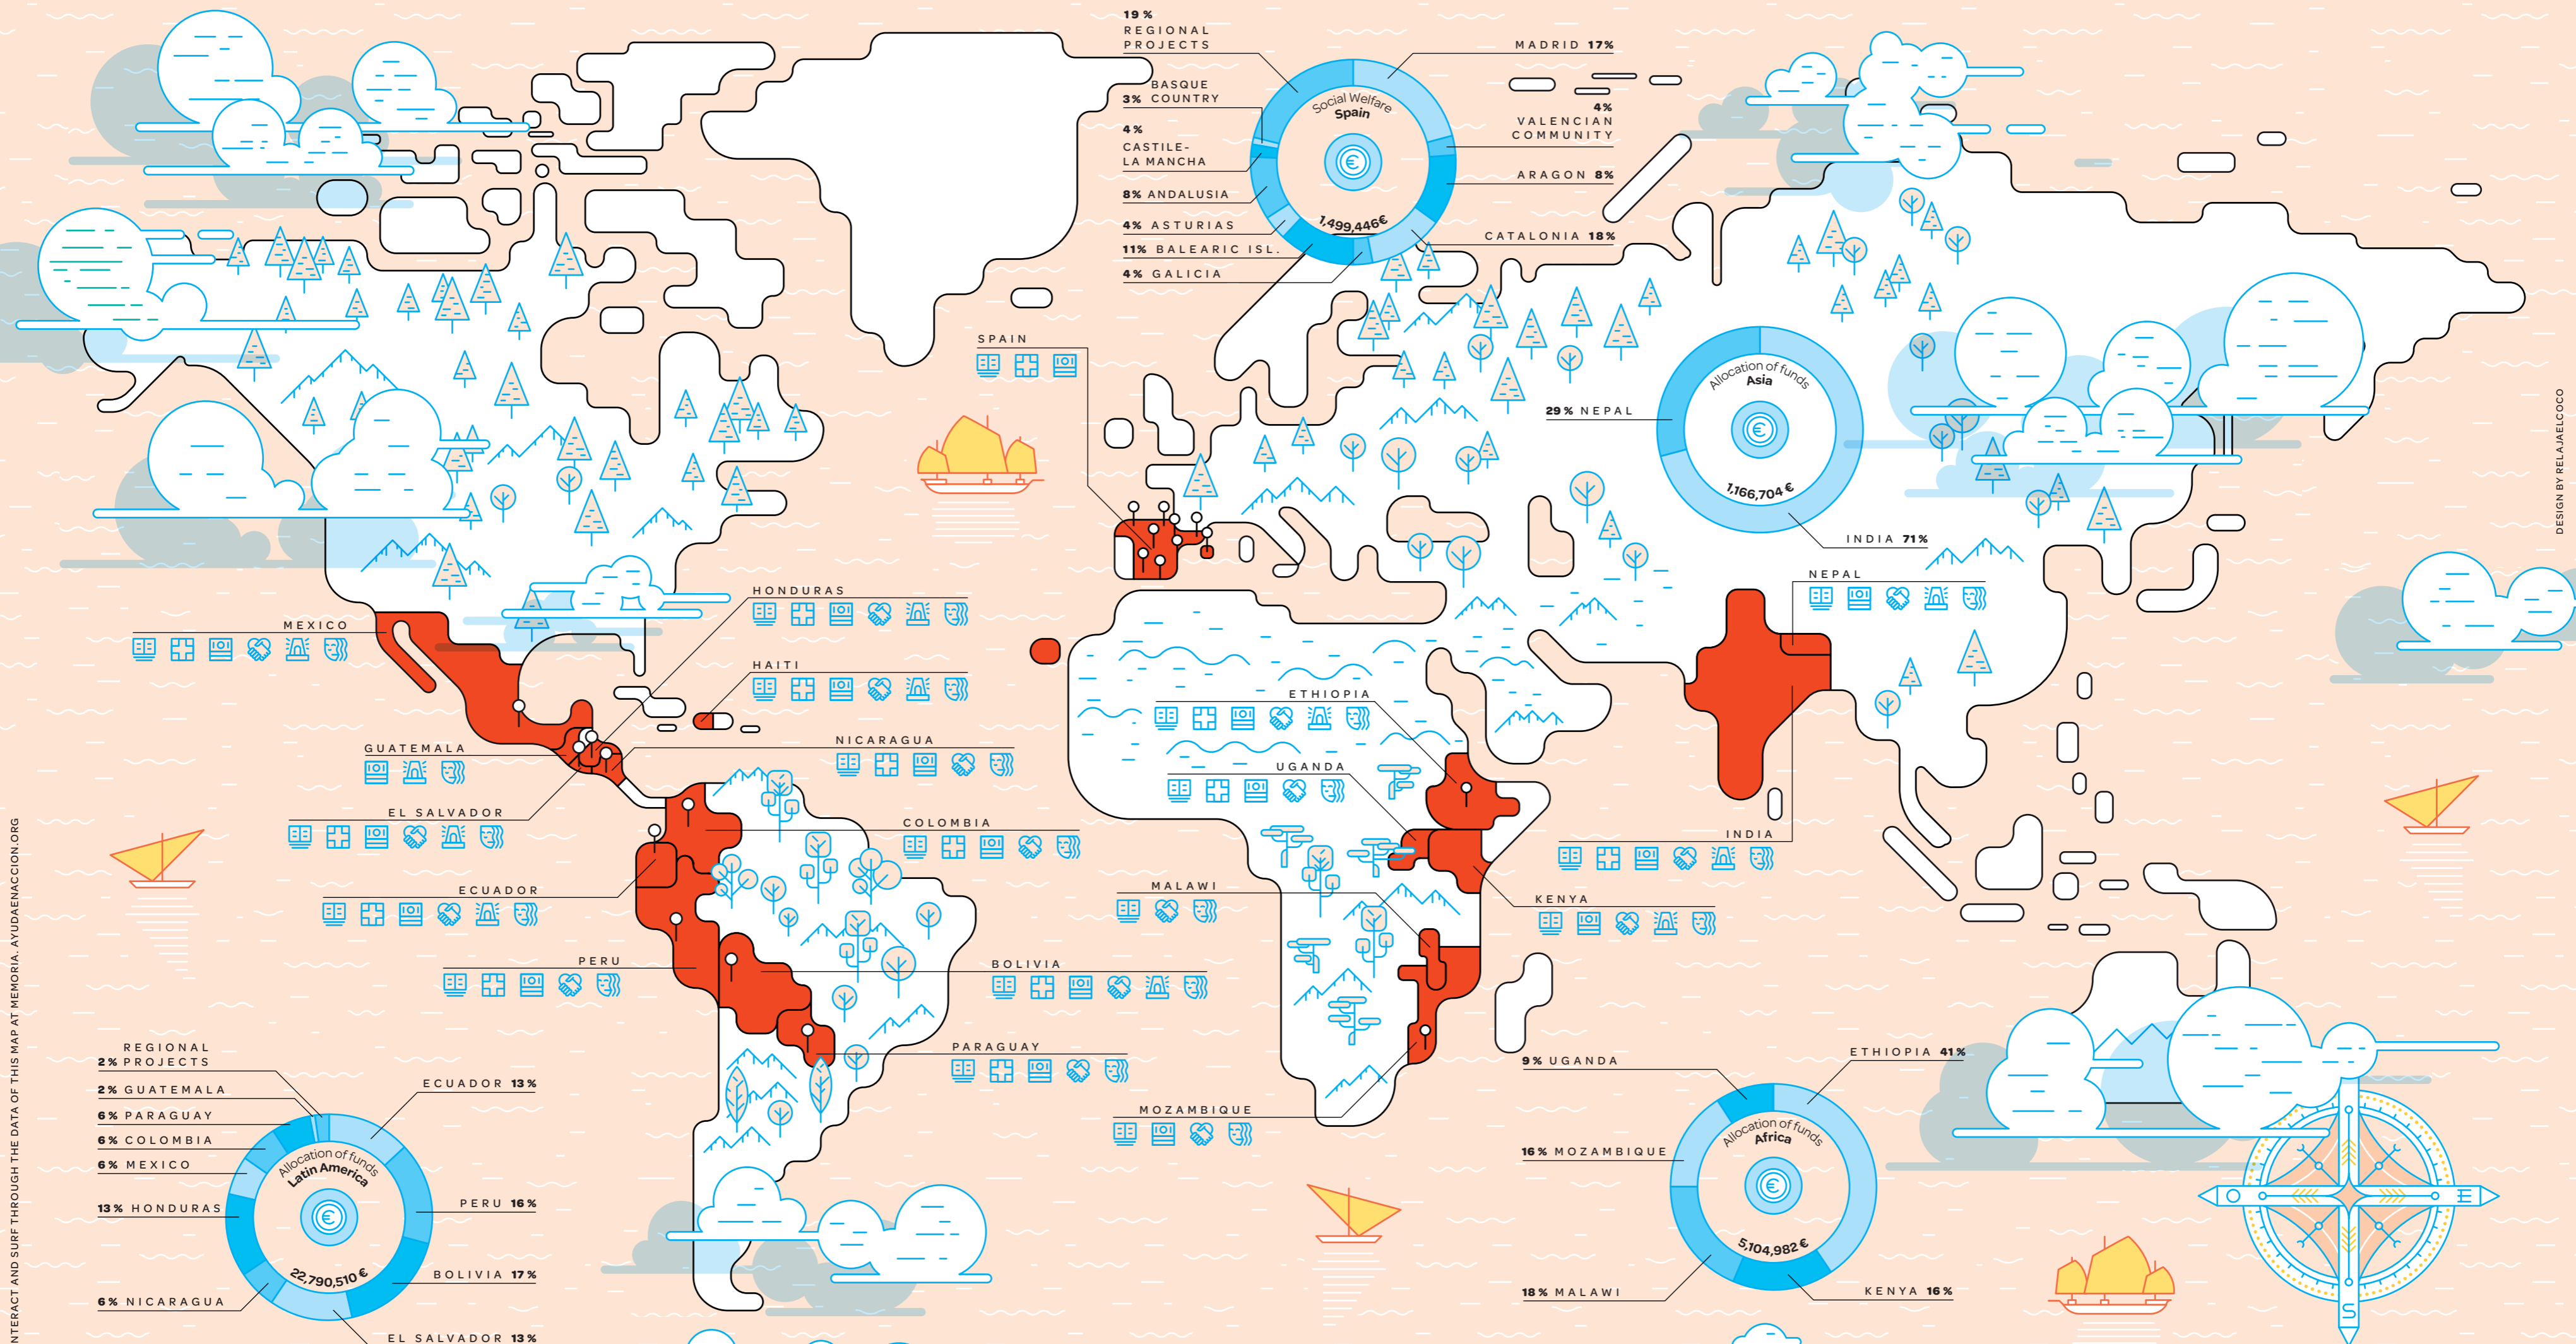 19 %
REGIONAL
PROJECTS
BASQUE
3% COUNTRY
4%
CASTILE-
LA MANCHA
8% ANDALUSIA
4% ASTURIAS
11% BALEARIC ISL.
4% GALICIA
MADRID 17%
4%
VALENCIAN
COMMUNITY
ARAGON 8%
CATALONIA 18%
Social Welfare
Spain
1,499,446€
SPAIN
Allocation of funds
Asia
1,166,704 €
29% NEPAL
INDIA 71%
NEPAL
INDIA
DESIGN BY RELAJAELCOCO
MEXICO
HONDURAS
HAITI
GUATEMALA
NICARAGUA
EL SALVADOR
COLOMBIA
ECUADOR
PERU
BOLIVIA
PARAGUAY
ETHIOPIA
UGANDA
MALAWI
KENYA
MOZAMBIQUE
REGIONAL
2% PROJECTS
2% GUATEMALA
6% PARAGUAY
6% COLOMBIA
6% MEXICO
13% HONDURAS
6% NICARAGUA
ECUADOR 13%
PERU 16%
BOLIVIA 17%
EL SALVADOR 13%
Allocation of funds
Latin America
22,790,510 €
9% UGANDA
16% MOZAMBIQUE
18% MALAWI
ETHIOPIA 41%
KENYA 16%
Allocation of funds
Africa
5,104,982 €
E
S
NTERACT AND SURF THROUGH THE DATA OF THIS MAP AT MEMORIA. AYUDAENACCION.ORG